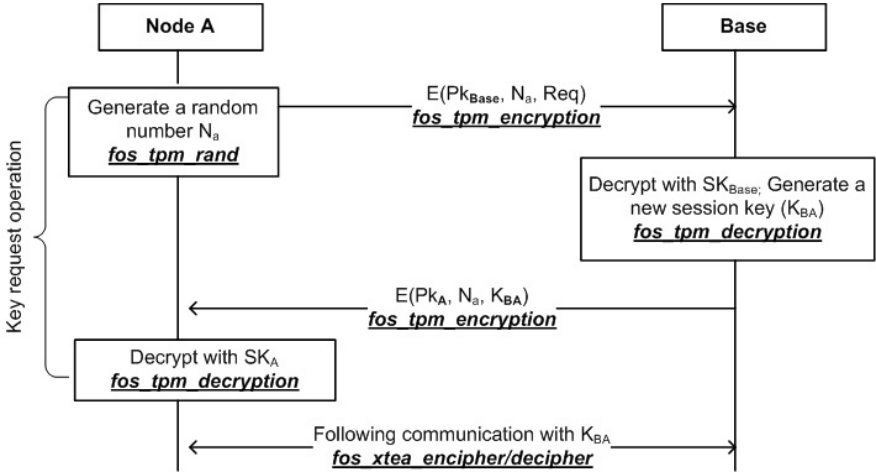 Node A
Base
Key request operation
Generate a random
number Na
fos_tpm_rand
E(PkBase, Na, Req)
fos_tpm_encryption
Decrypt with SKBase; Generate a
new session key (KBA)
fos_tpm_decryption
E(PkA, Na, KBA)
fos_tpm_encryption
Decrypt with SKA
fos_tpm_decryption
Following communication with KBA
fos_xtea_encipher/decipher